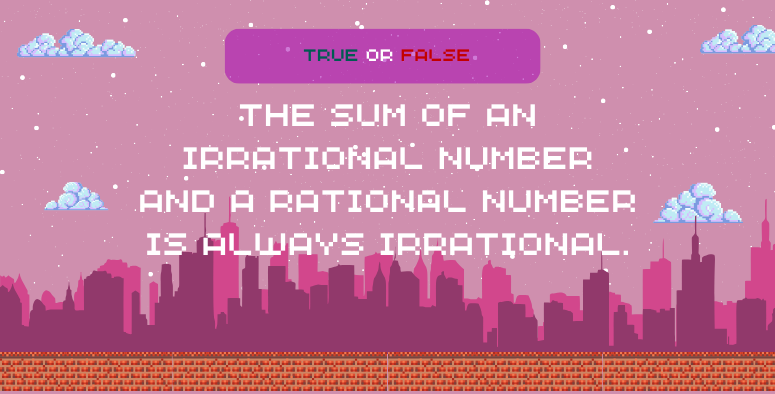 TRUE OR FALSE
THE SUM OF AN
IRRATIONAL NUMBER
AND A RATIONAL NUMBER
IS ALWAYS IRRATIONAL.